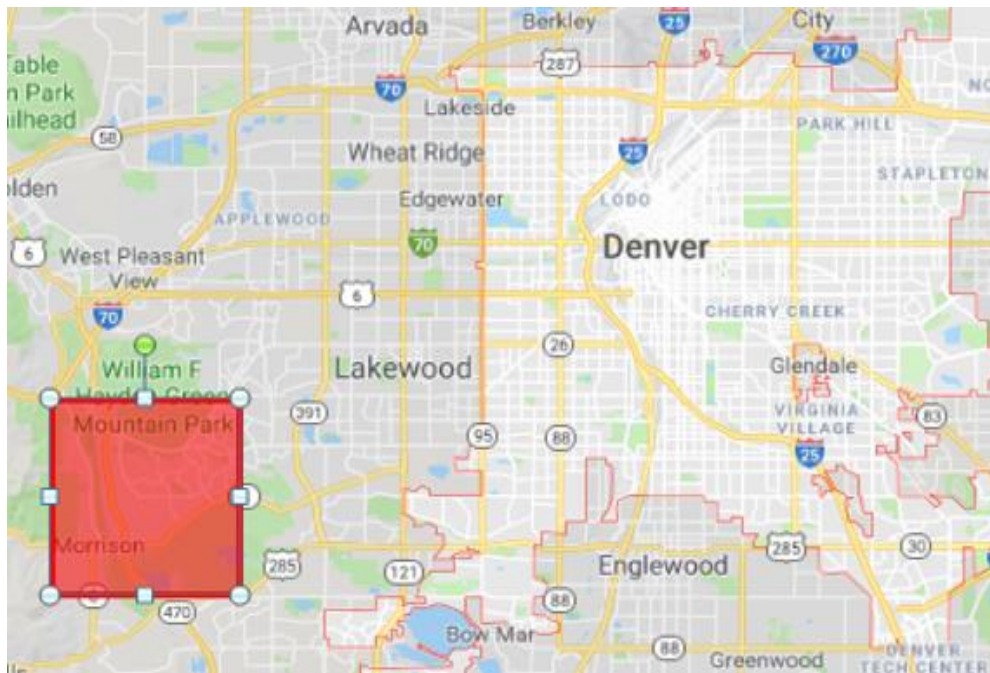 Arvada
Berkley
25
City
270
Table
n Park
ailhead
287
70
Lakeside
58
PARK HILL
Wheat Ridge
25
olden
Edgewater
LODO
STAPLETON
APPLEWOOD
70
Denver
6
West Pleasant
View
6
70
CHERRY CREEK
26
William F
Hayden Green
Mountain Park
Lakewood
Glendale
391
VIRGINIA
VILLAGE
83
95
88
25
Morrison
285
121
Englewood
285
30
470
88
Bow Mar
88
Greenwood
DENVER
TECH CENTER